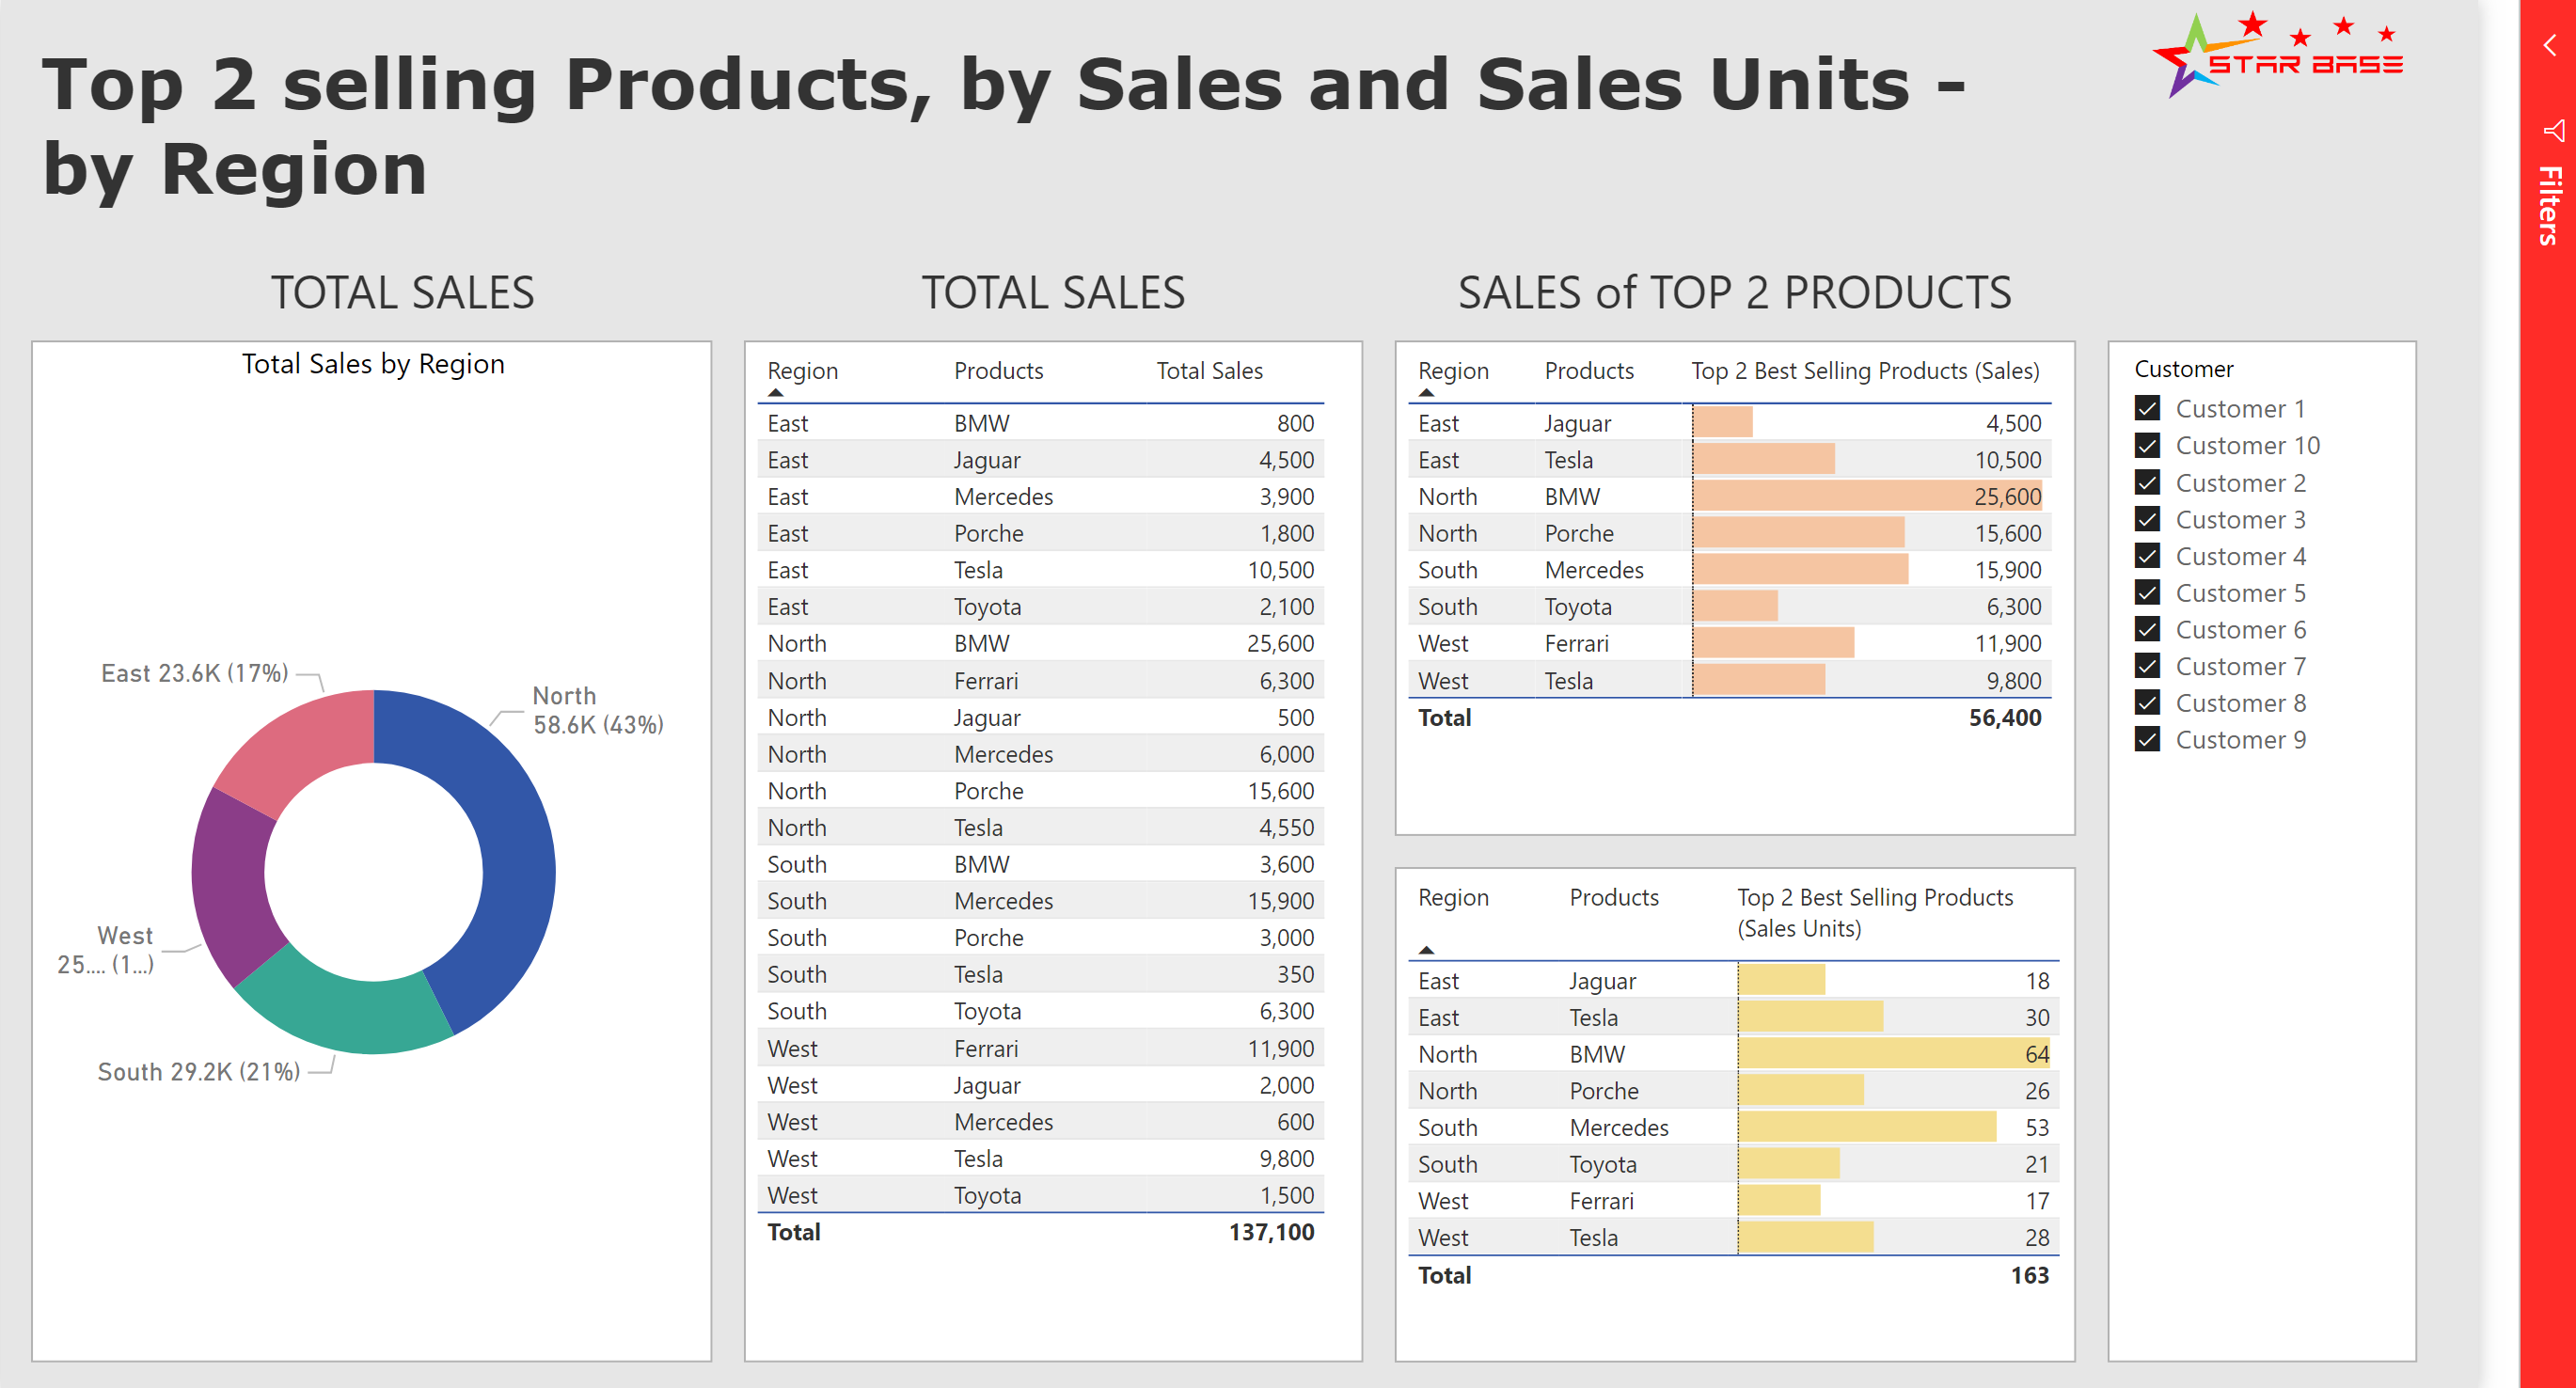 Top 2 selling Products, by Sales and Sales Units -
by Region
STAR BASE
Filters
TOTAL SALES
Total Sales by Region
East 23.6K (17%)
North
58.6K (43%)
West
25.... (1...)
South 29.2K (21%)
TOTAL SALES
Region Products Total Sales
East BMW 800
East Jaguar 4,500
East Mercedes 3,900
East Porche 1,800
East Tesla 10,500
East Toyota 2,100
North BMW 25,600
North Ferrari 6,300
North Jaguar 500
North Mercedes 6,000
North Porche 15,600
North Tesla 4,550
South BMW 3,600
South Mercedes 15,900
South Porche 3,000
South Tesla 350
South Toyota 6,300
West Ferrari 11,900
West Jaguar 2,000
West Mercedes 600
West Tesla 9,800
West Toyota 1,500
Total 137,100
SALES of TOP 2 PRODUCTS
Region Products Top 2 Best Selling Products (Sales)
East Jaguar 4,500
East Tesla 10,500
North BMW 25,600
North Porche 15,600
South Mercedes 15,900
South Toyota 6,300
West Ferrari 11,900
West Tesla 9,800
Total 56,400
Region Products Top 2 Best Selling Products
(Sales Units)
East Jaguar 18
East Tesla 30
North BMW 64
North Porche 26
South Mercedes 53
South Toyota 21
West Ferrari 17
West Tesla 28
Total 163
Customer
Customer 1
Customer 10
Customer 2
Customer 3
Customer 4
Customer 5
Customer 6
Customer 7
Customer 8
Customer 9